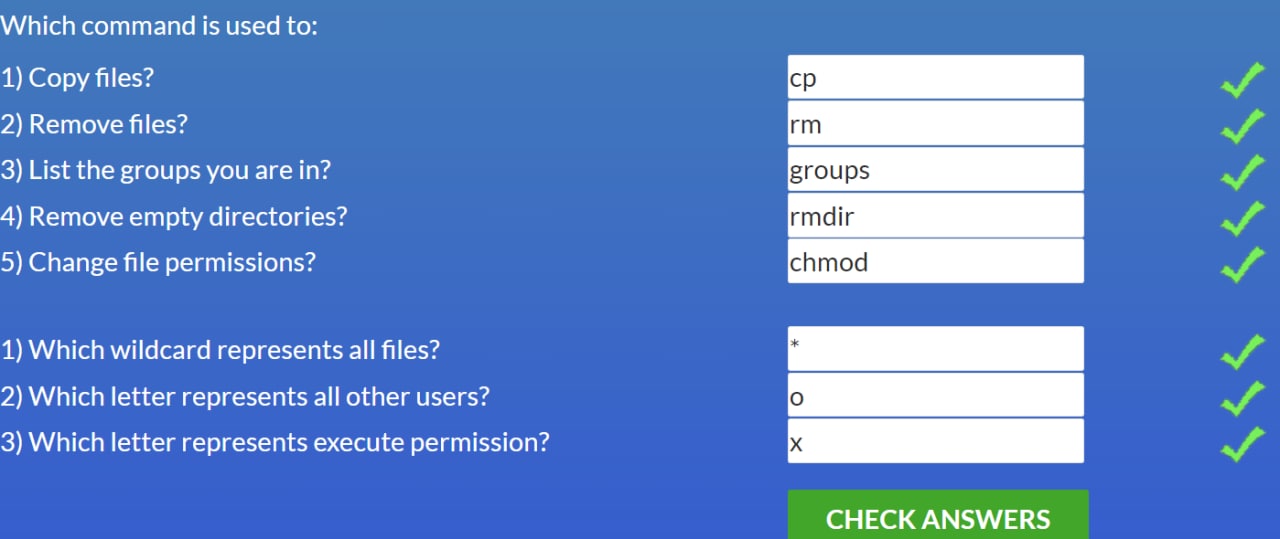 Which command is used to:
1) Copy files? cp
2) Remove files? rm
3) List the groups you are in? groups
4) Remove empty directories? rmdir
5) Change file permissions? chmod
1) Which wildcard represents all files? *
2) Which letter represents all other users? o
3) Which letter represents execute permission? x
CHECK ANSWERS